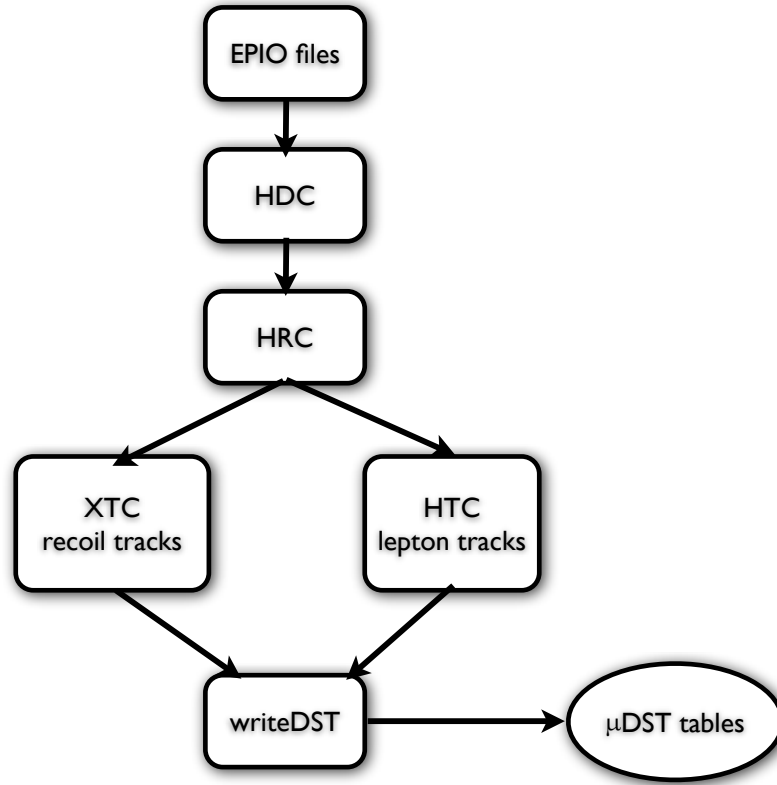 EPIO files
HDC
HRC
XTC
recoil tracks
HTC
lepton tracks
writeDST
μDST tables